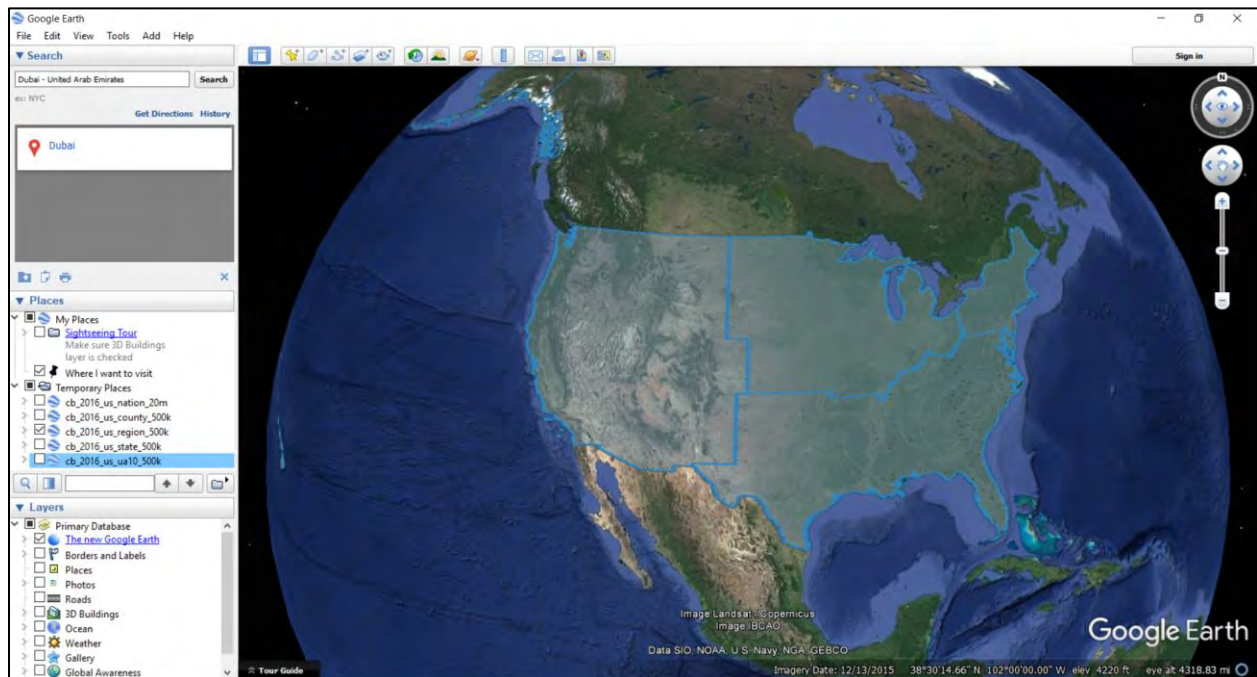 Google Earth
File Edit View Tools Add Help
Search
Sign in
Dubai - United Arab Emirates Search
ex: NYC
Get Directions History
Dubai
N
Places
My Places
Sightseeing Tour
Make sure 3D Buildings
layer is checked
Where I want to visit
Temporary Places
cb_2016_us_nation_20m
cb_2016_us_county_500k
cb_2016_us_region_500k
cb_2016_us_state_500k
cb_2016_us_ua10_500k
Layers
Primary Database
The new Google Earth
Borders and Labels
Places
Photos
Roads
3D Buildings
Ocean
Weather
Gallery
Global Awareness
Image Landsat / Copernicus
Image IBCAO
Data SIO, NOAA, U.S. Navy, NGA, GEBCO
Google Earth
Tour Guide
Imagery Date: 12/13/2015 38°30'14.66" N 102°00'00.00" W elev 4220 ft eye alt 4318.83 mi